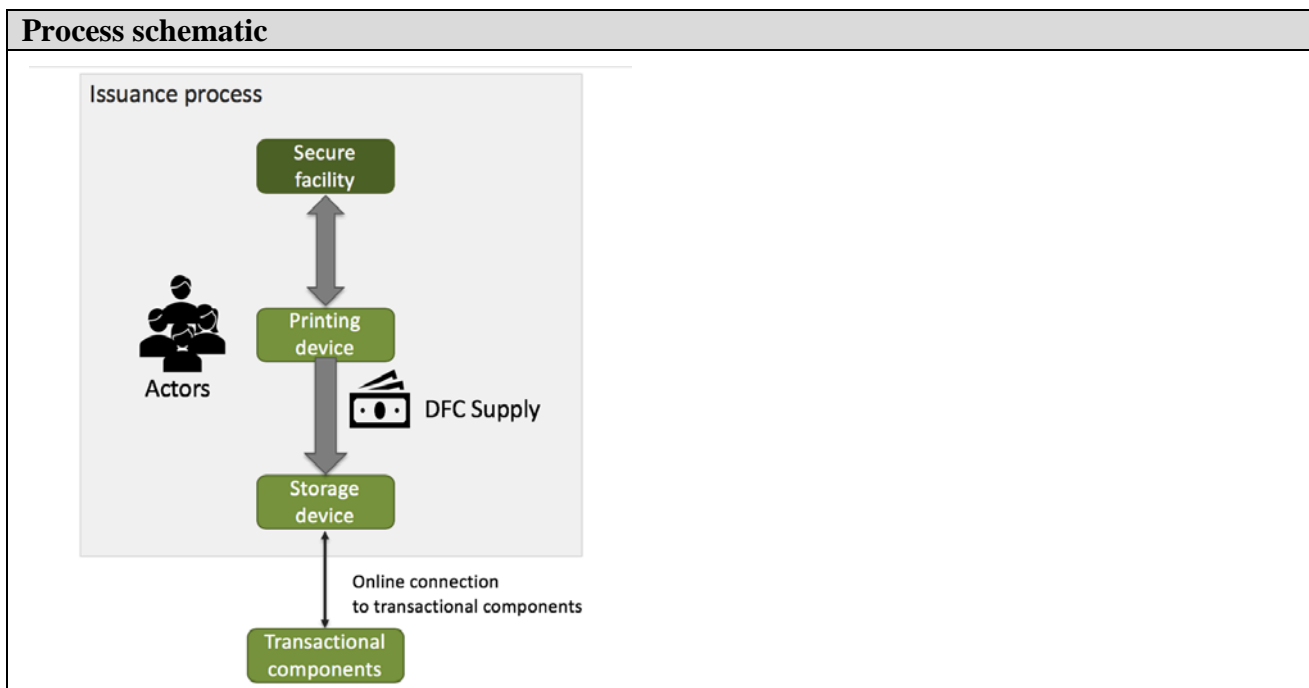 Process schematic
Issuance process
Secure
facility
Printing
device
Actors
DFC Supply
Storage
device
Online connection
to transactional components
Transactional
components